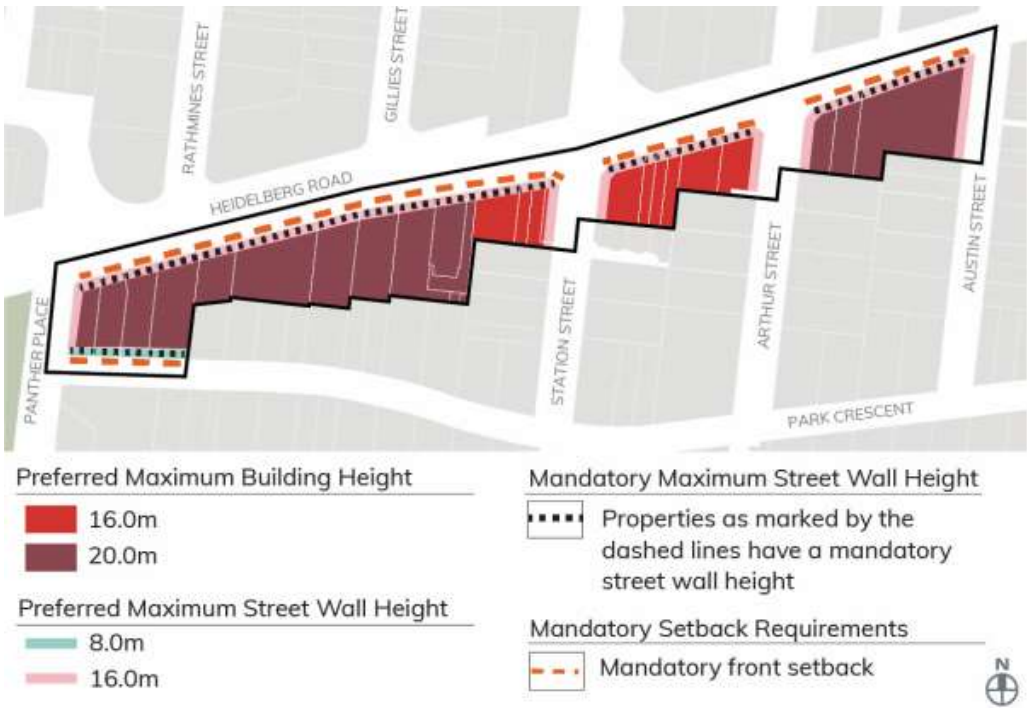 RATHMINES STREET
GILLIES STREET
HEIDELBERG ROAD
PANTHER PLACE
STATION STREET
ARTHUR STREET
AUSTIN STREET
PARK CRESCENT
Preferred Maximum Building Height
16.0m
20.0m
Preferred Maximum Street Wall Height
8.0m
16.0m
Mandatory Maximum Street Wall Height
Properties as marked by the
dashed lines have a mandatory
street wall height
Mandatory Setback Requirements
Mandatory front setback
N